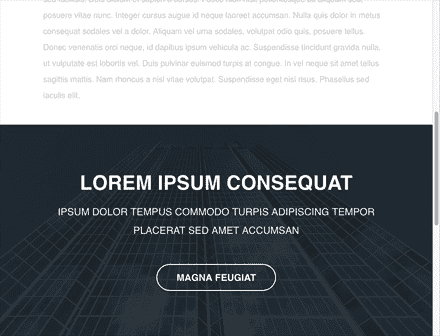 posuere vitae nunc. Integer cursus augue id neque laoreet accumsan. Nulla quis dolor in metus
consequat sodales vel a dolor. Aliquam vel urna sodales, volutpat odio quis, posuere tellus.
Donec venenatis orci neque, id dapibus ipsum vehicula ac. Suspendisse tincidunt gravida nulla,
ut vulputate est lobortis vel. Duis pulvinar euismod turpis at congue. In vel neque sit amet tellus
sagittis mattis. Nam rhoncus a nisl vitae volutpat. Suspendisse eget nisl risus. Phasellus sed
iaculis elit.
LOREM IPSUM CONSEQUAT
IPSUM DOLOR TEMPUS COMMODO TURPIS ADIPISCING TEMPOR
PLACERAT SED AMET ACCUMSAN
MAGNA FEUGIAT